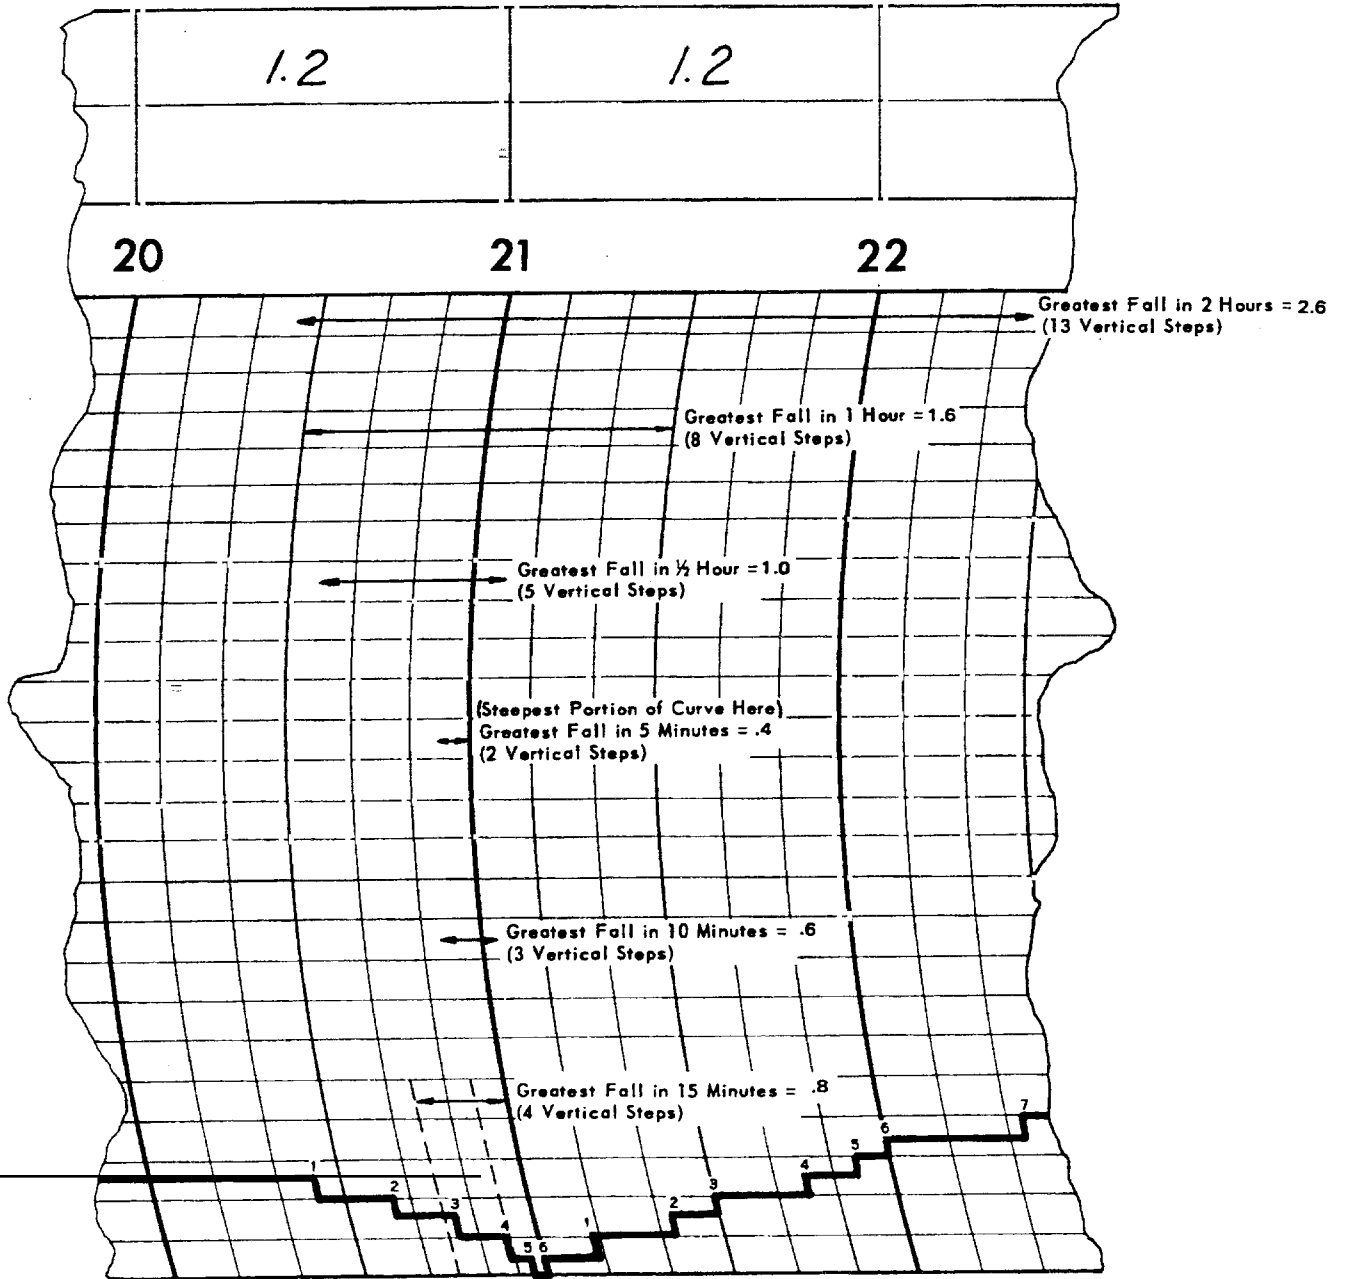 1.2 1.2
20 21 22
Greatest Fall in 2 Hours = 2.6
(13 Vertical Steps)
Greatest Fall in 1 Hour = 1.6
(8 Vertical Steps)
Greatest Fall in ½ Hour = 1.0
(5 Vertical Steps)
(Steepest Portion of Curve Here)
Greatest Fall in 5 Minutes = .4
(2 Vertical Steps)
Greatest Fall in 10 Minutes = .6
(3 Vertical Steps)
Greatest Fall in 15 Minutes = .8
(4 Vertical Steps)
1 2 3 4 5 6 1 2 3 4 5 6 7